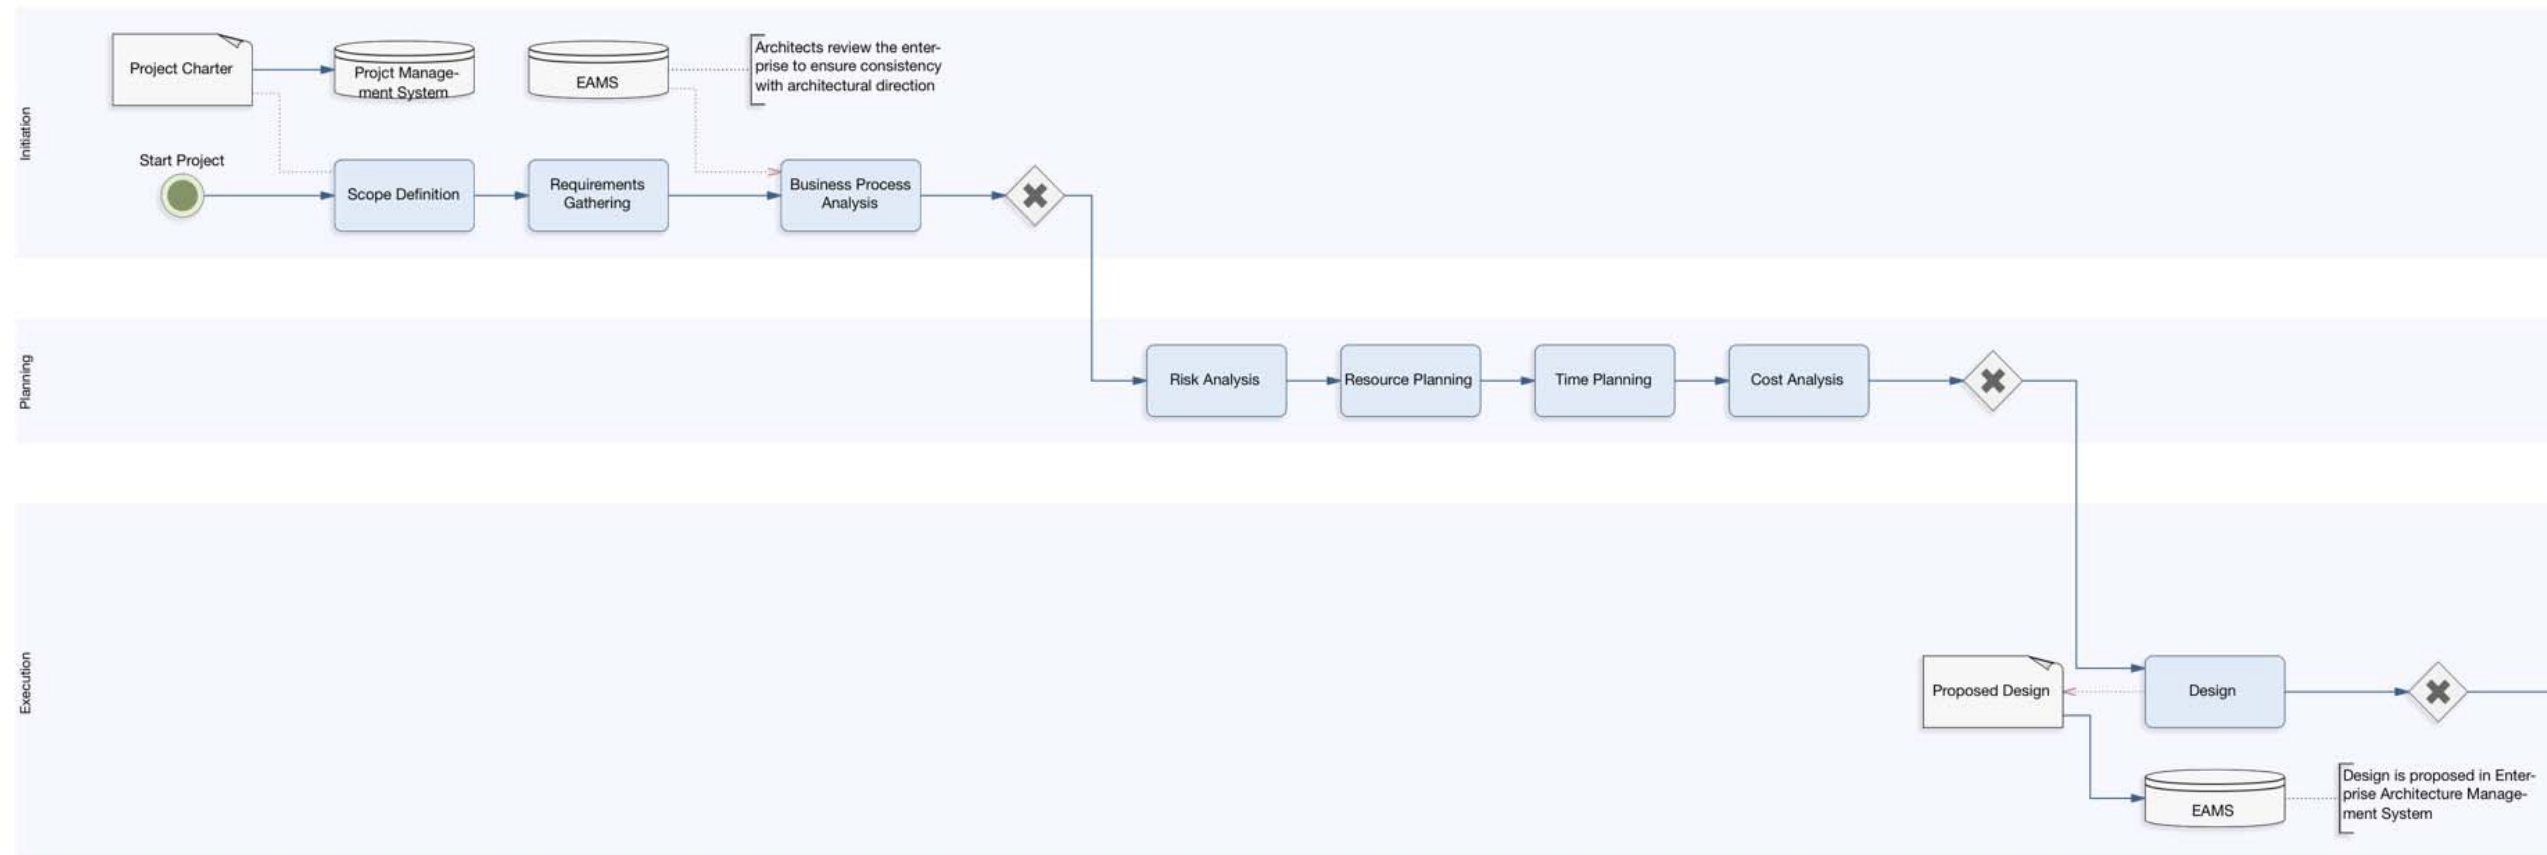 Initiation
Project Charter
Projct Manage-
ment System
EAMS
Architects review the enter-
prise to ensure consistency
with architectural direction
Start Project
Scope Definition
Requirements
Gathering
Business Process
Analysis
Planning
Risk Analysis
Resource Planning
Time Planning
Cost Analysis
Execution
Proposed Design
Design
EAMS
Design is proposed in Enter-
prise Architecture Manage-
ment System